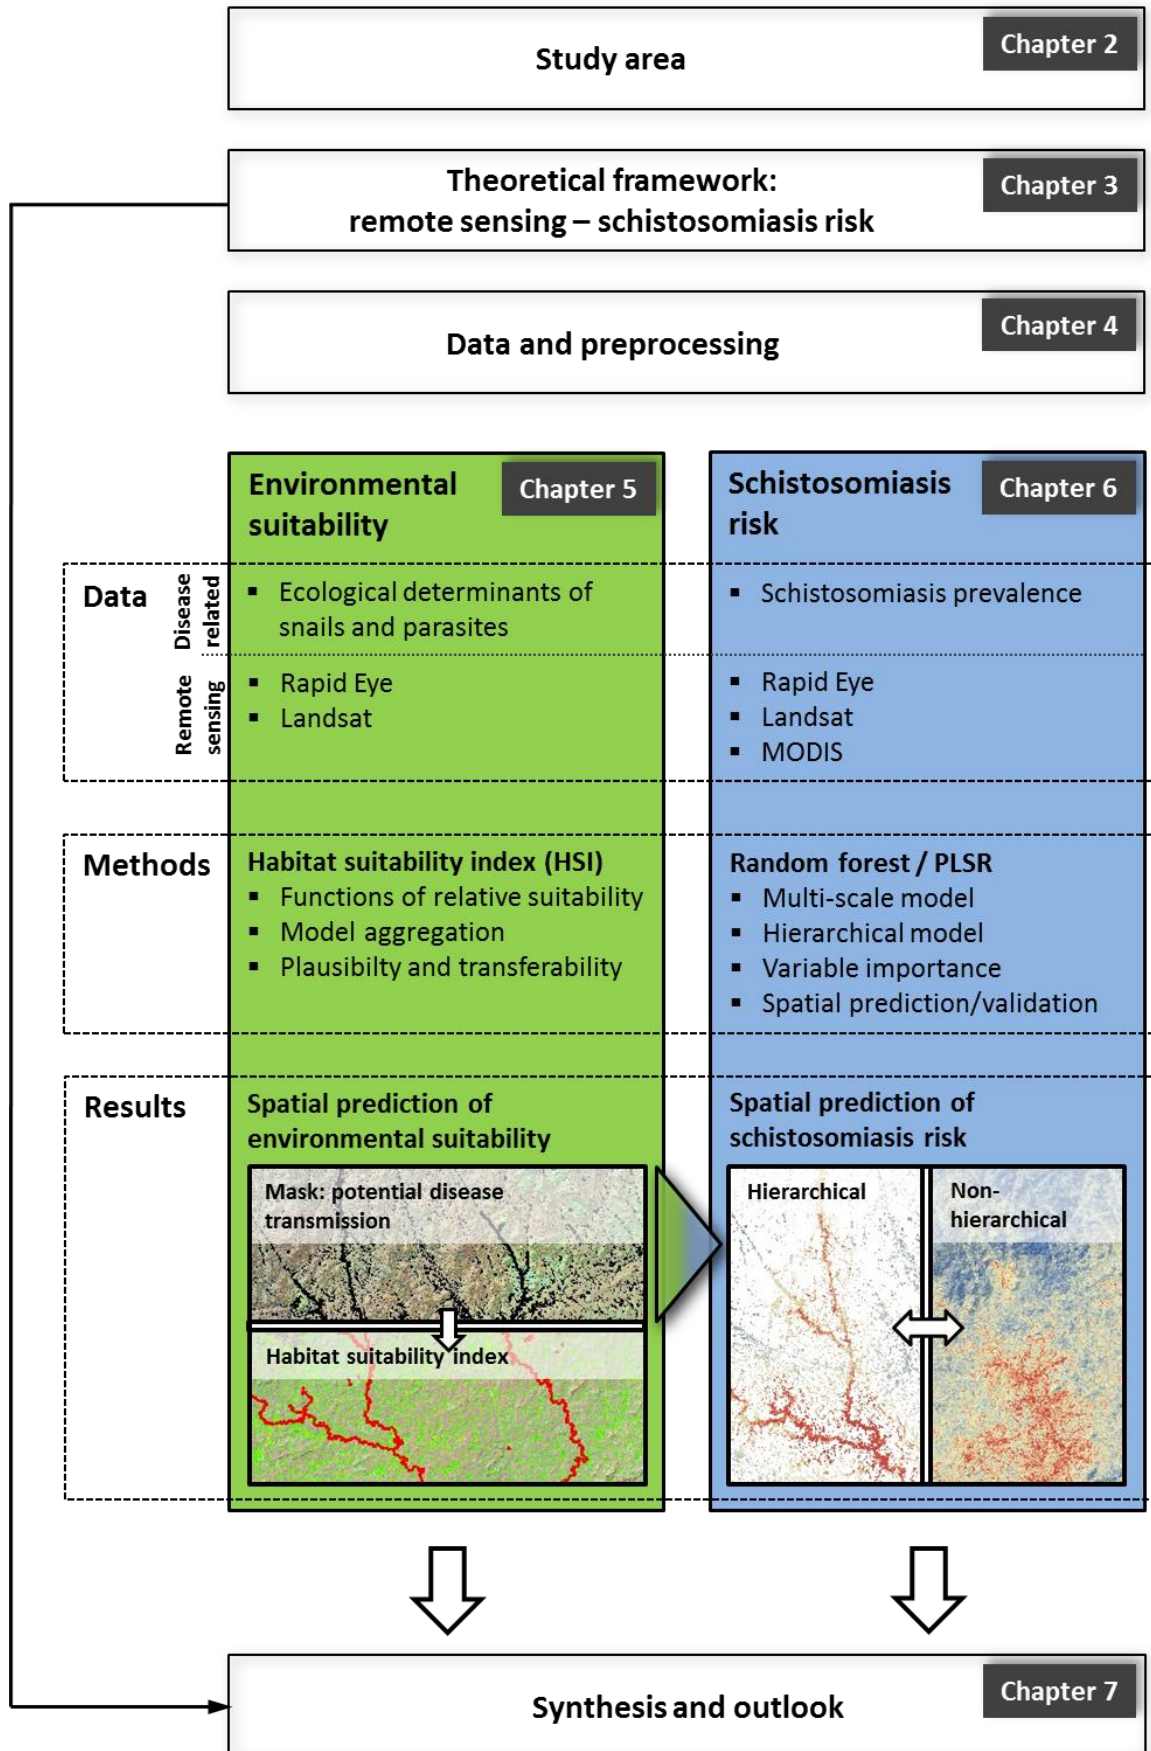 Study area
Chapter 2
Theoretical framework:
remote sensing – schistosomiasis risk
Chapter 3
Data and preprocessing
Chapter 4
Environmental
suitability
Chapter 5
Schistosomiasis
risk
Chapter 6
Data
Disease
related
▪ Ecological determinants of
snails and parasites
▪ Schistosomiasis prevalence
Remote
sensing
▪ Rapid Eye
▪ Landsat
▪ Rapid Eye
▪ Landsat
▪ MODIS
Methods
Habitat suitability index (HSI)
▪ Functions of relative suitability
▪ Model aggregation
▪ Plausibilty and transferability
Random forest / PLSR
▪ Multi-scale model
▪ Hierarchical model
▪ Variable importance
▪ Spatial prediction/validation
Results
Spatial prediction of
environmental suitability
Mask: potential disease
transmission
Habitat suitability index
Spatial prediction of
schistosomiasis risk
Hierarchical
Non-
hierarchical
Synthesis and outlook
Chapter 7